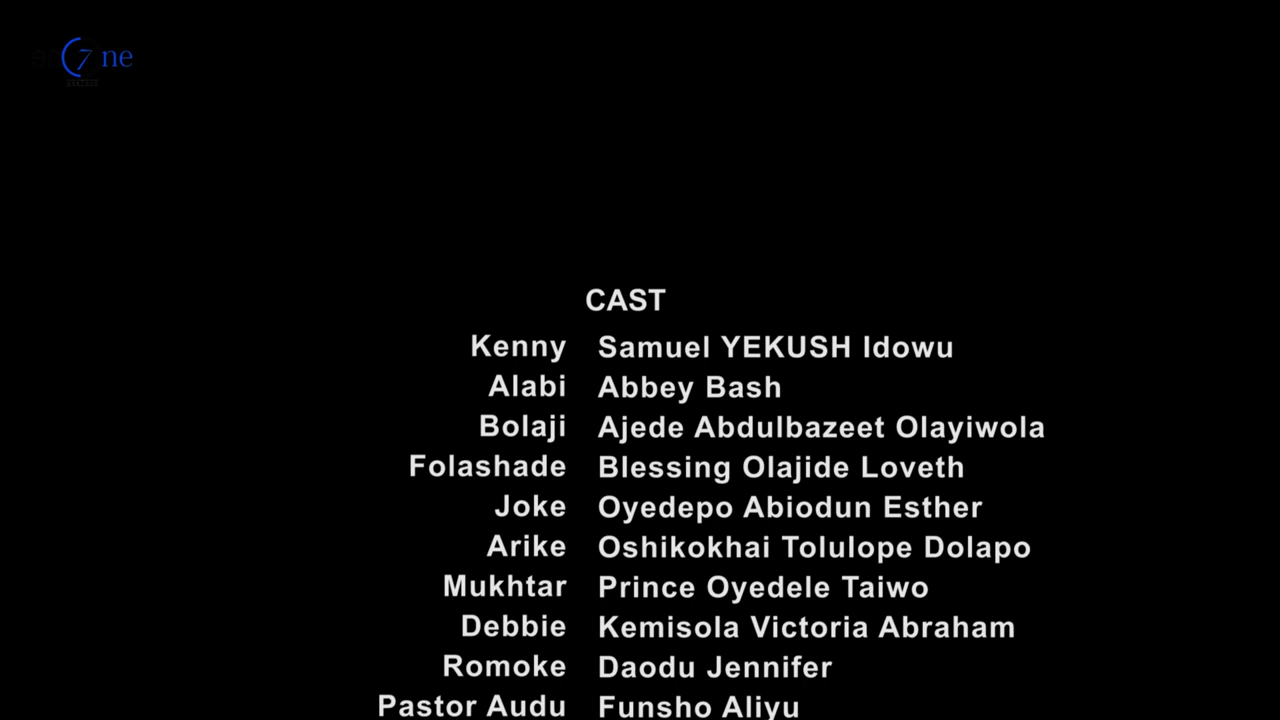 7 ne
CAST
Kenny Samuel YEKUSH Idowu
Alabi Abbey Bash
Bolaji Ajede Abdulbazeet Olayiwola
Folashade Blessing Olajide Loveth
Joke Oyedepo Abiodun Esther
Arike Oshikokhai Tolulope Dolapo
Mukhtar Prince Oyedele Taiwo
Debbie Kemisola Victoria Abraham
Romoke Daodu Jennifer
Pastor Audu Funsho Aliyu